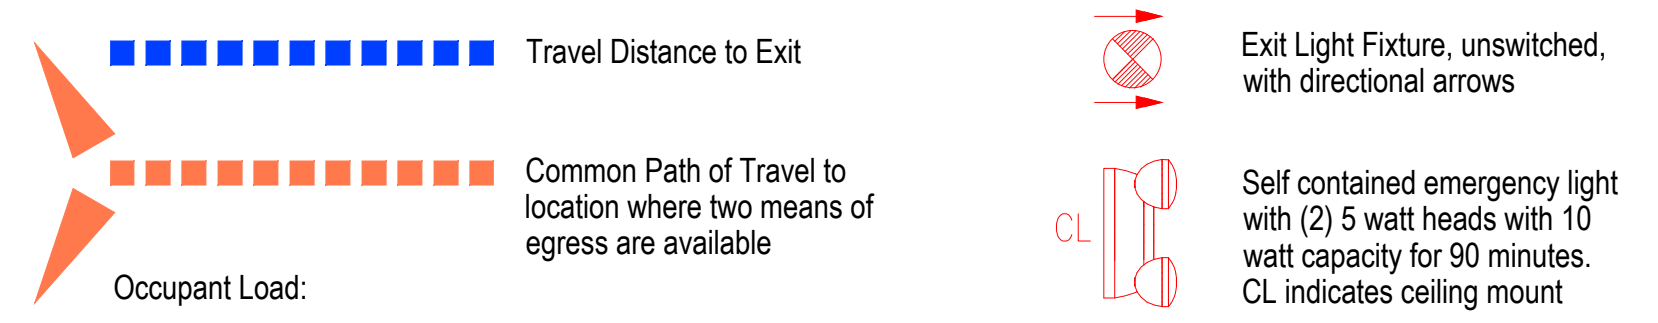 Travel Distance to Exit
Common Path of Travel to
location where two means of
egress are available
Occupant Load:
Exit Light Fixture, unswitched,
with directional arrows
CL
Self contained emergency light
with (2) 5 watt heads with 10
watt capacity for 90 minutes.
CL indicates ceiling mount